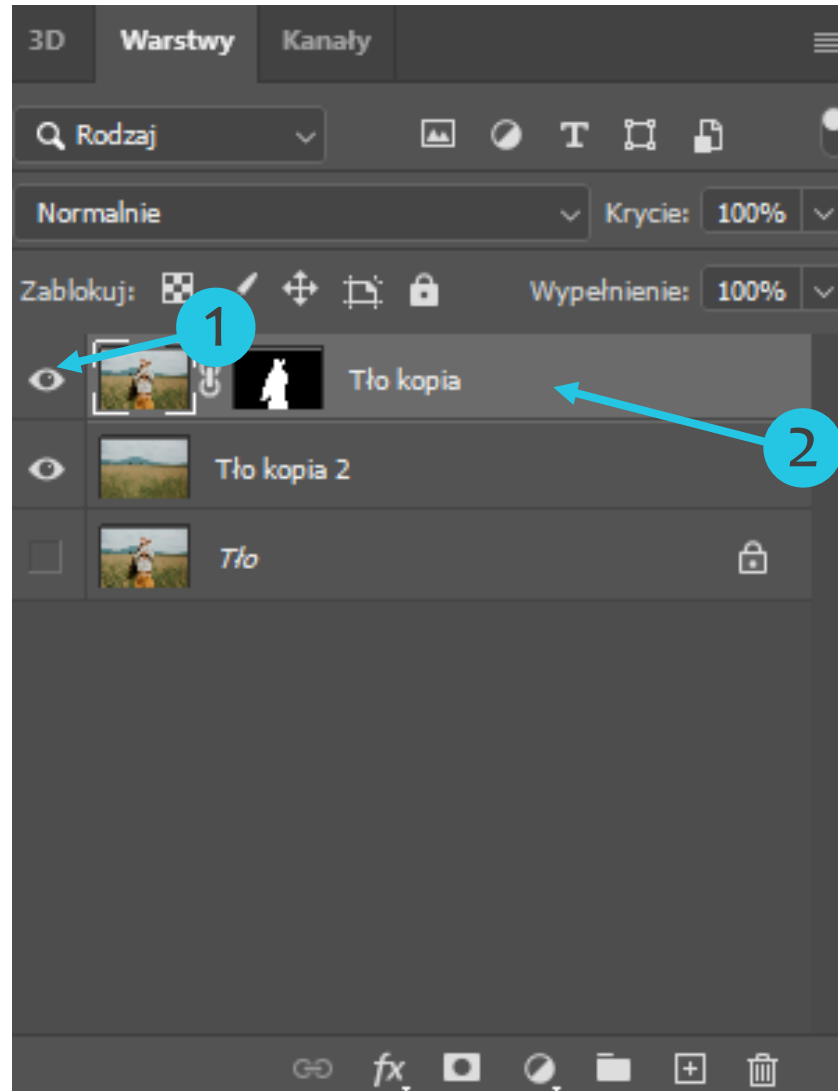 3D Warstwy Kanały
Rodzaj
Normalnie Krycie: 100%
Zablokuj: Wypełnienie: 100%
1
Tło kopia
2
Tło kopia 2
Tło
fx